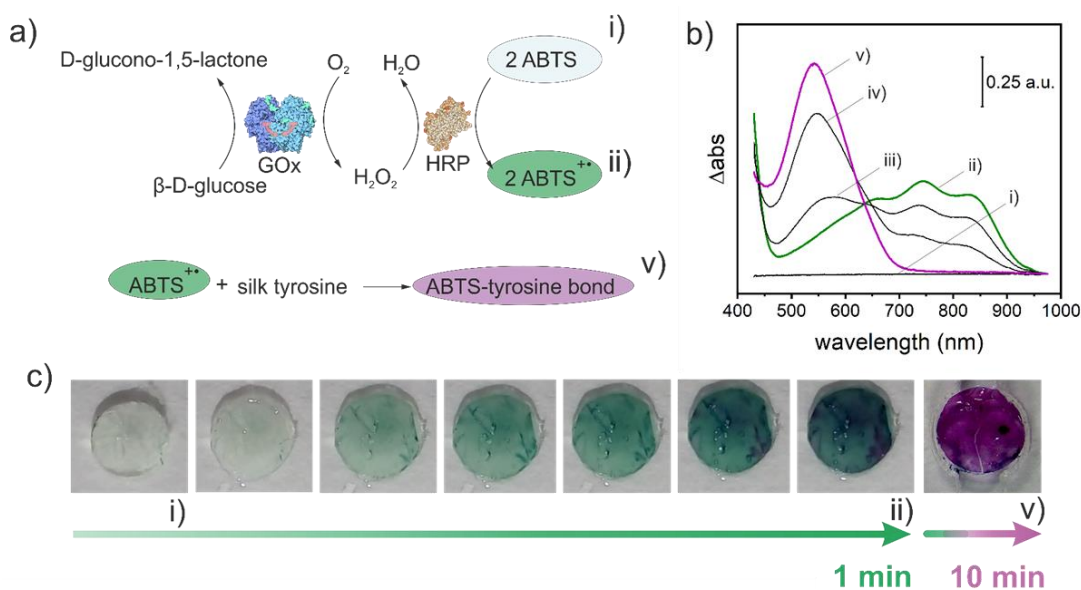 a)
D-glucono-1,5-lactone
O₂
H₂O
2 ABTS
i)
GOx
HRP
β-D-glucose
H₂O₂
2 ABTS⁺•
ii)
ABTS⁺•
+ silk tyrosine
ABTS-tyrosine bond
v)
b)
Δabs
0.25 a.u.
v)
iv)
iii)
ii)
i)
400 500 600 700 800 900 1000
wavelength (nm)
c)
i)
ii)
v)
1 min
10 min